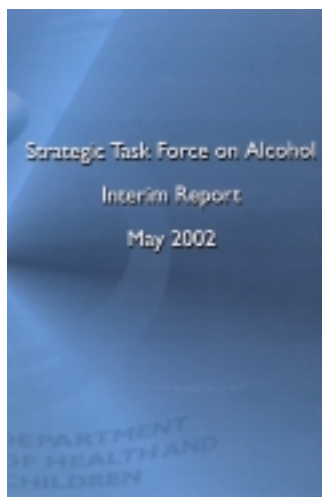 Strategic Task Force on Alcohol
Interim Report
May 2002
DEPARTMENT
OF HEALTH AND
CHILDREN